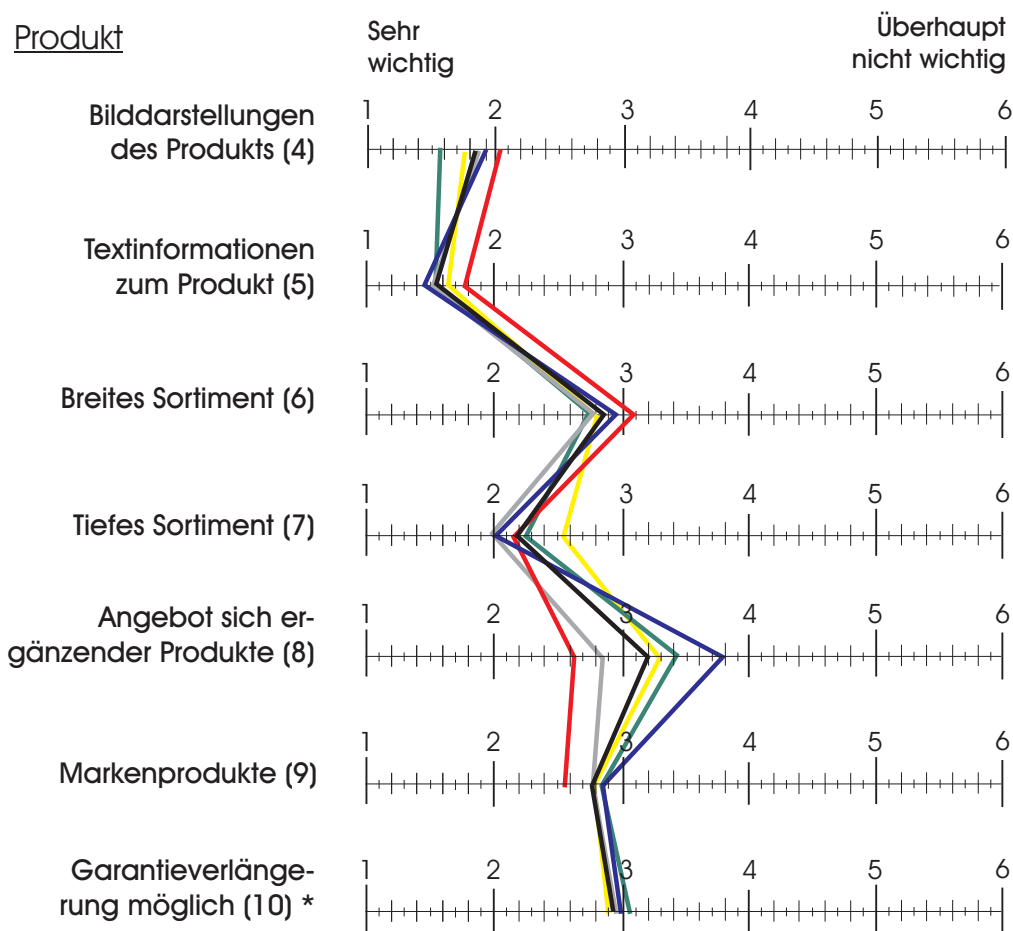 Produkt
Sehr
wichtig
Überhaupt
nicht wichtig
1 2 3 4 5 6
Bilddarstellungen
des Produkts (4)
1 2 3 4 5 6
Textinformationen
zum Produkt (5)
1 2 3 4 5 6
Breites Sortiment (6)
1 2 3 4 5 6
Tiefes Sortiment (7)
1 2 3 4 5 6
Angebot sich er-
gänzender Produkte (8)
1 2 3 4 5 6
Markenprodukte (9)
1 2 3 4 5 6
Garantieverlänge-
rung möglich (10) *